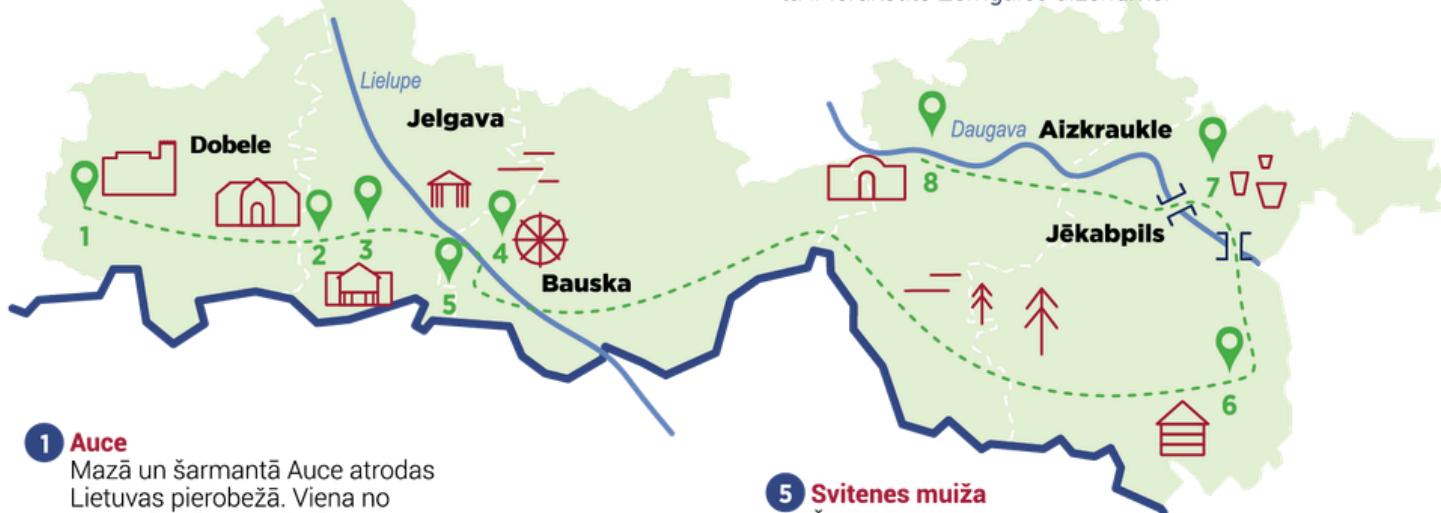 Lielupe
Jelgava
Dobele
Daugava
Aizkraukle
1
2
3
4
5
Bauska
8
7
Jēkabpils
6
1 Auce
Mazā un šarmantā Auce atrodas
Lietuvas pierobežā. Viena no
5 Svitenes muiža